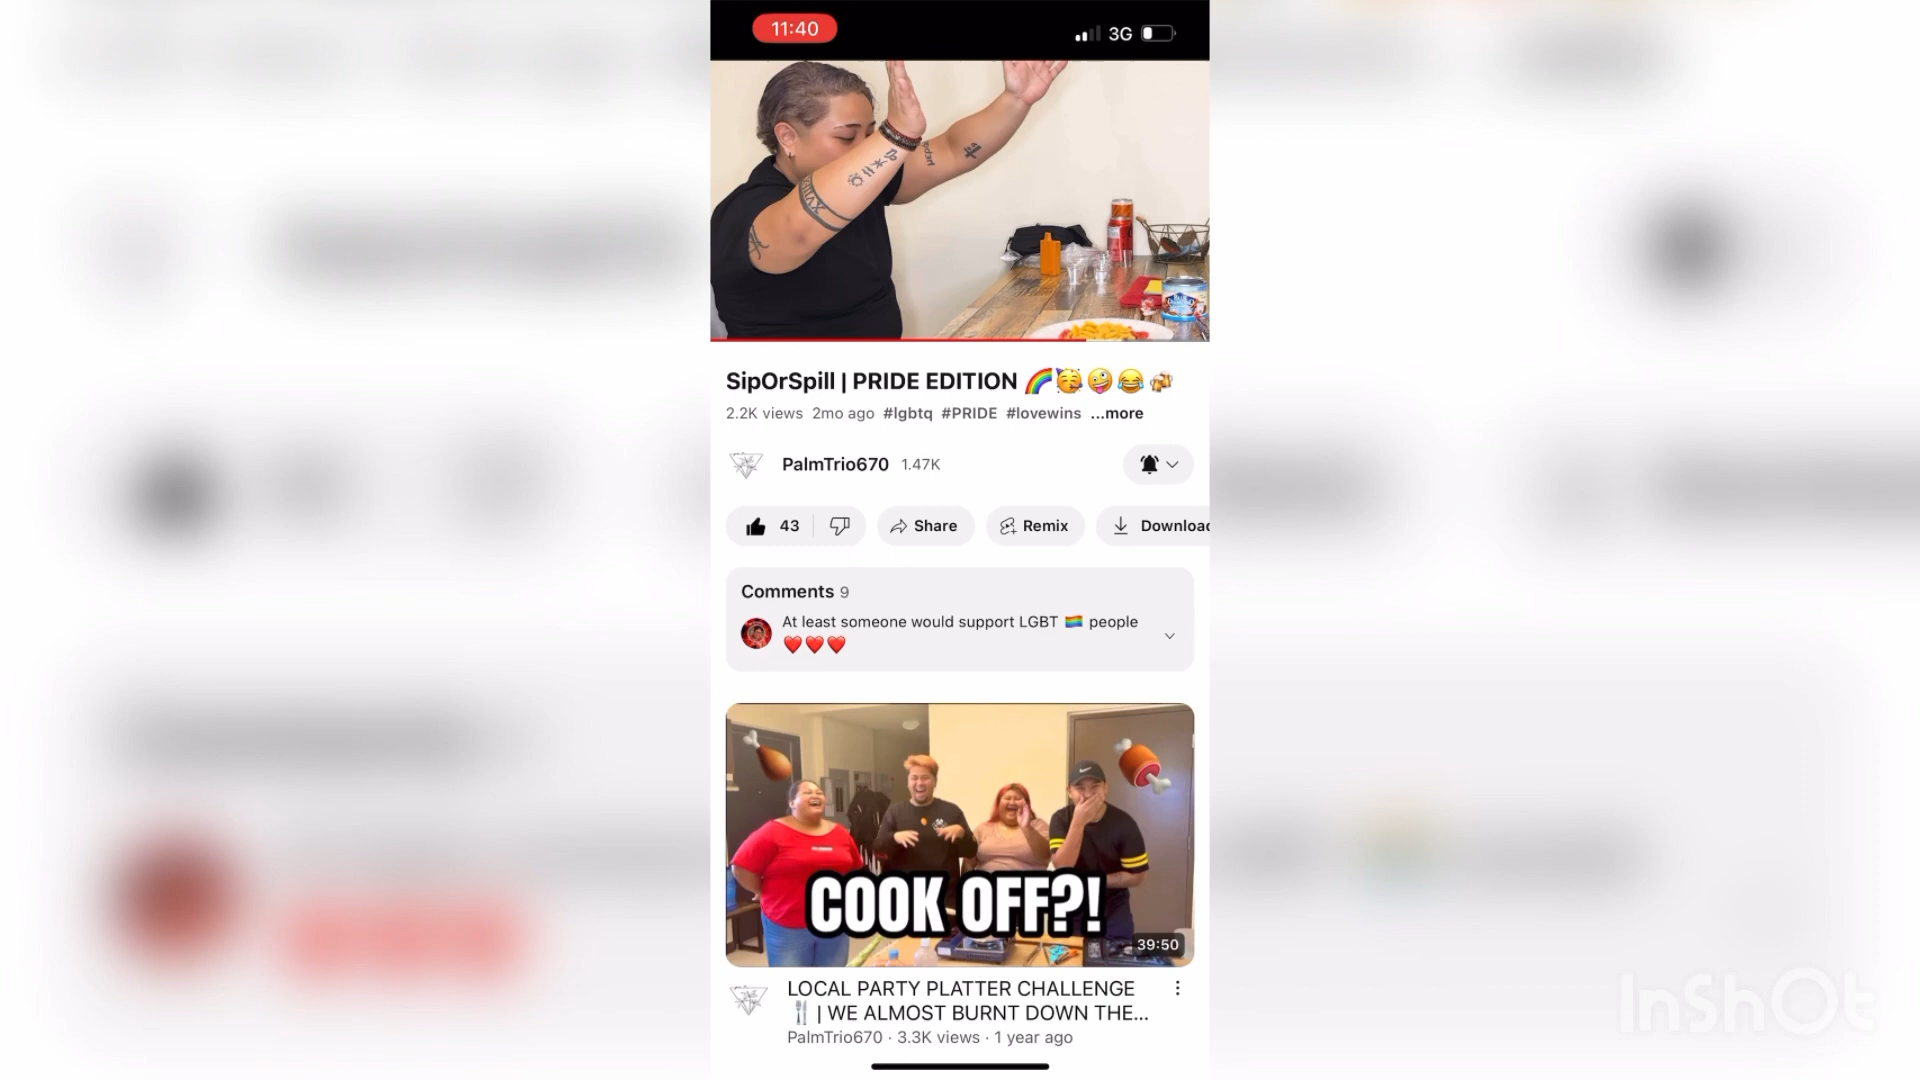 11:40
3G
SipOrSpill | PRIDE EDITION 🌈🥳🤪😂🍻
2.2K views 2mo ago #lgbtq #PRIDE #lovewins ...more
PalmTrio670 1.47K
43
Share
Remix
Download
Comments 9
At least someone would support LGBT 🏳️‍🌈 people
❤️❤️❤️
COOK OFF?!
39:50
LOCAL PARTY PLATTER CHALLENGE
🍴 | WE ALMOST BURNT DOWN THE...
PalmTrio670 · 3.3K views · 1 year ago
InShOt